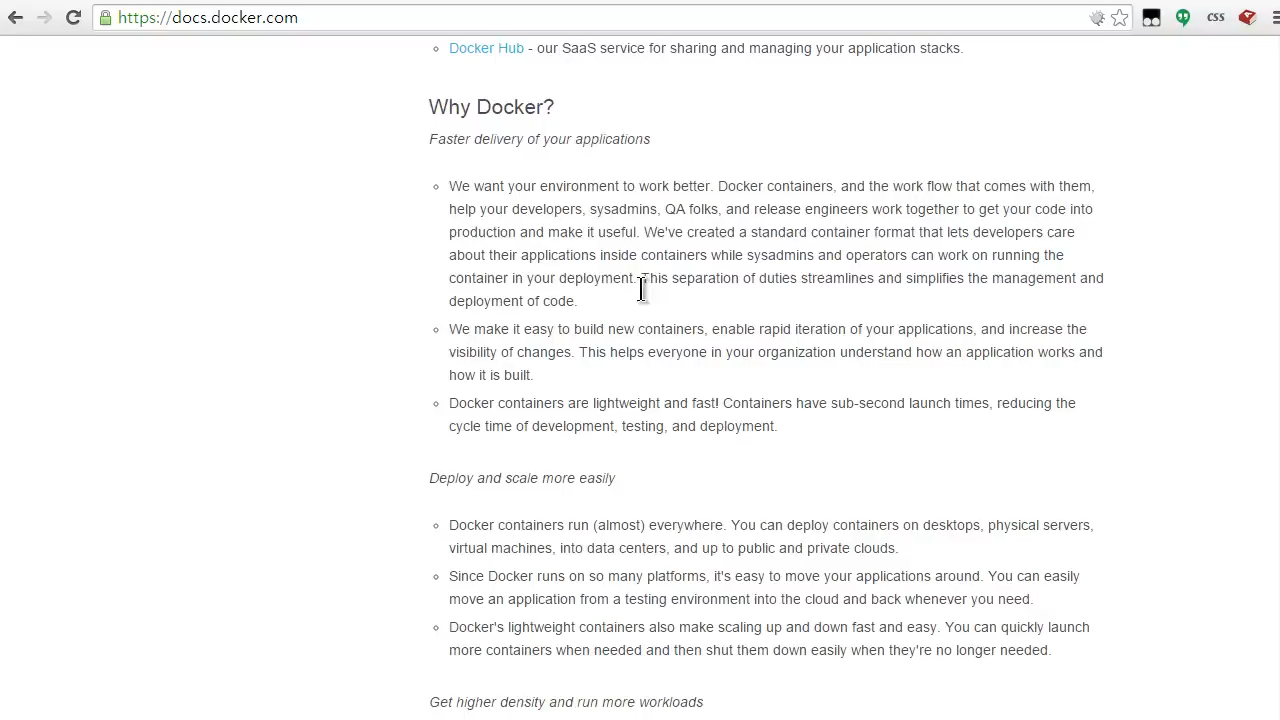 https://docs.docker.com
CSS
Docker Hub - our SaaS service for sharing and managing your application stacks.
Why Docker?
Faster delivery of your applications
We want your environment to work better. Docker containers, and the work flow that comes with them,
help your developers, sysadmins, QA folks, and release engineers work together to get your code into
production and make it useful. We've created a standard container format that lets developers care
about their applications inside containers while sysadmins and operators can work on running the
container in your deployment. This separation of duties streamlines and simplifies the management and
deployment of code.
We make it easy to build new containers, enable rapid iteration of your applications, and increase the
visibility of changes. This helps everyone in your organization understand how an application works and
how it is built.
Docker containers are lightweight and fast! Containers have sub-second launch times, reducing the
cycle time of development, testing, and deployment.
Deploy and scale more easily
Docker containers run (almost) everywhere. You can deploy containers on desktops, physical servers,
virtual machines, into data centers, and up to public and private clouds.
Since Docker runs on so many platforms, it's easy to move your applications around. You can easily
move an application from a testing environment into the cloud and back whenever you need.
Docker's lightweight containers also make scaling up and down fast and easy. You can quickly launch
more containers when needed and then shut them down easily when they're no longer needed.
Get higher density and run more workloads